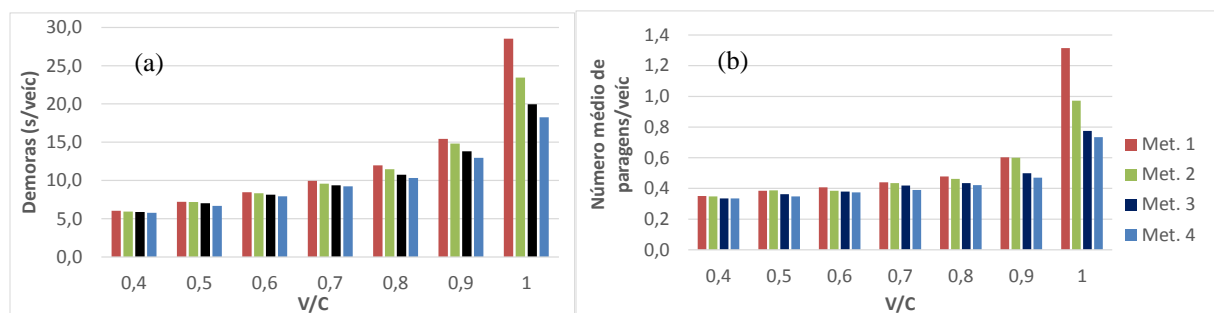 30,0
25,0
20,0
15,0
10,0
5,0
0,0
Demoras (s/veíc)
(a)
0,4 0,5 0,6 0,7 0,8 0,9 1
V/C
1,4
1,2
1,0
0,8
0,6
0,4
0,2
0,0
Número médio de
paragens/veíc
(b)
0,4 0,5 0,6 0,7 0,8 0,9 1
V/C
Met. 1
Met. 2
Met. 3
Met. 4